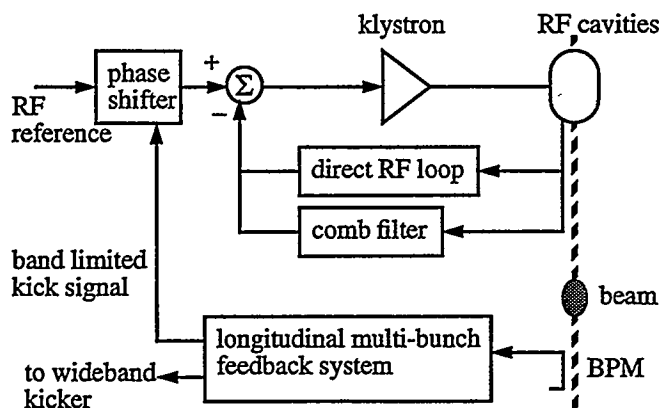 klystron
RF cavities
phase
shifter
+
Σ
−
RF
reference
direct RF loop
comb filter
band limited
kick signal
beam
longitudinal multi-bunch
feedback system
BPM
to wideband
kicker